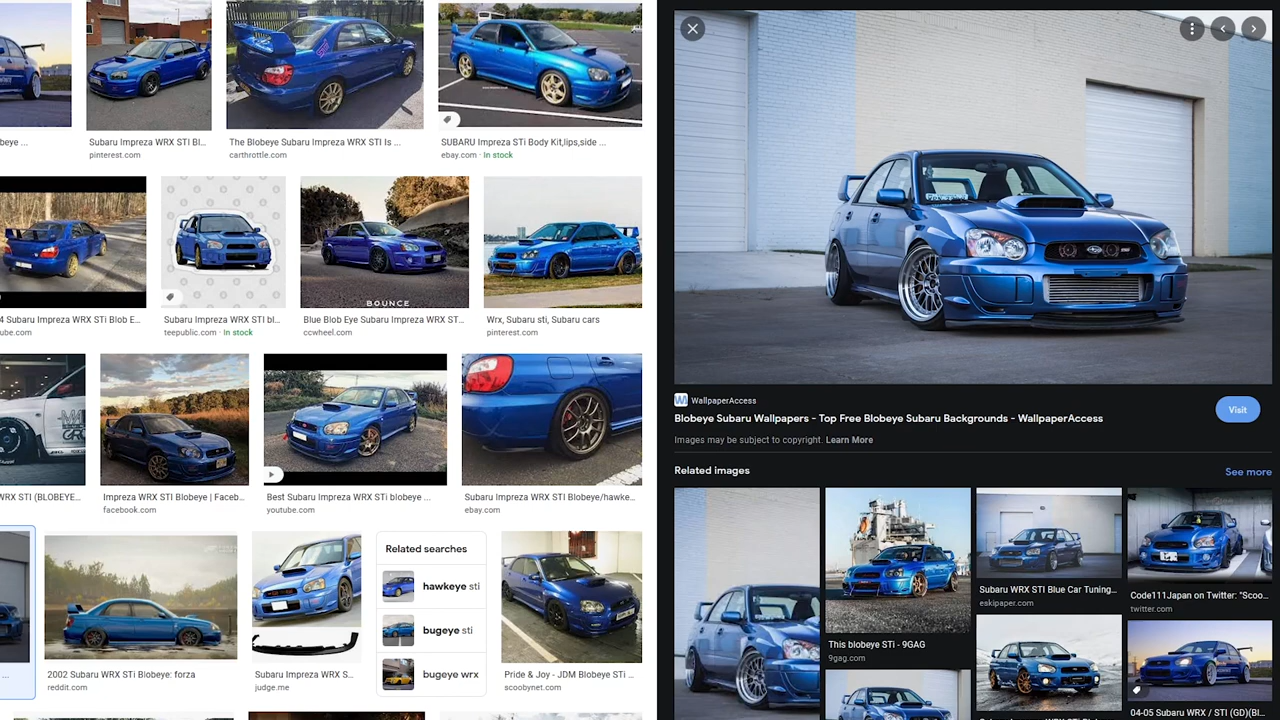 beye ...
Subaru Impreza WRX STI Bl...
pinterest.com
The Blobeye Subaru Impreza WRX STI Is ...
carthrottle.com
SUBARU Impreza STi Body Kit,lips,side ...
ebay.com · In stock
4 Subaru Impreza WRX STi Blob E...
ube.com
Subaru Impreza WRX STI bl...
teepublic.com · In stock
BOUNCE
Blue Blob Eye Subaru Impreza WRX ST...
ccwheel.com
Wrx, Subaru sti, Subaru cars
pinterest.com
WRX STI (BLOBEYE...
Impreza WRX STI Blobeye | Faceb...
facebook.com
Best Subaru Impreza WRX STi blobeye ...
youtube.com
Subaru Impreza WRX STI Blobeye/hawke...
ebay.com
...
2002 Subaru WRX STi Blobeye: forza
reddit.com
Subaru Impreza WRX S...
judge.me
Related searches
hawkeye sti
bugeye sti
bugeye wrx
Pride & Joy - JDM Blobeye STi ...
scoobynet.com
W WallpaperAccess
Blobeye Subaru Wallpapers - Top Free Blobeye Subaru Backgrounds - WallpaperAccess
Visit
Images may be subject to copyright. Learn More
Related images
See more
This blobeye STi - 9GAG
9gag.com
Subaru WRX STI Blue Car Tuning...
eskipaper.com
Code111Japan on Twitter: "Scoo...
twitter.com
04-05 Subaru WRX / STI (GD)(Bl...